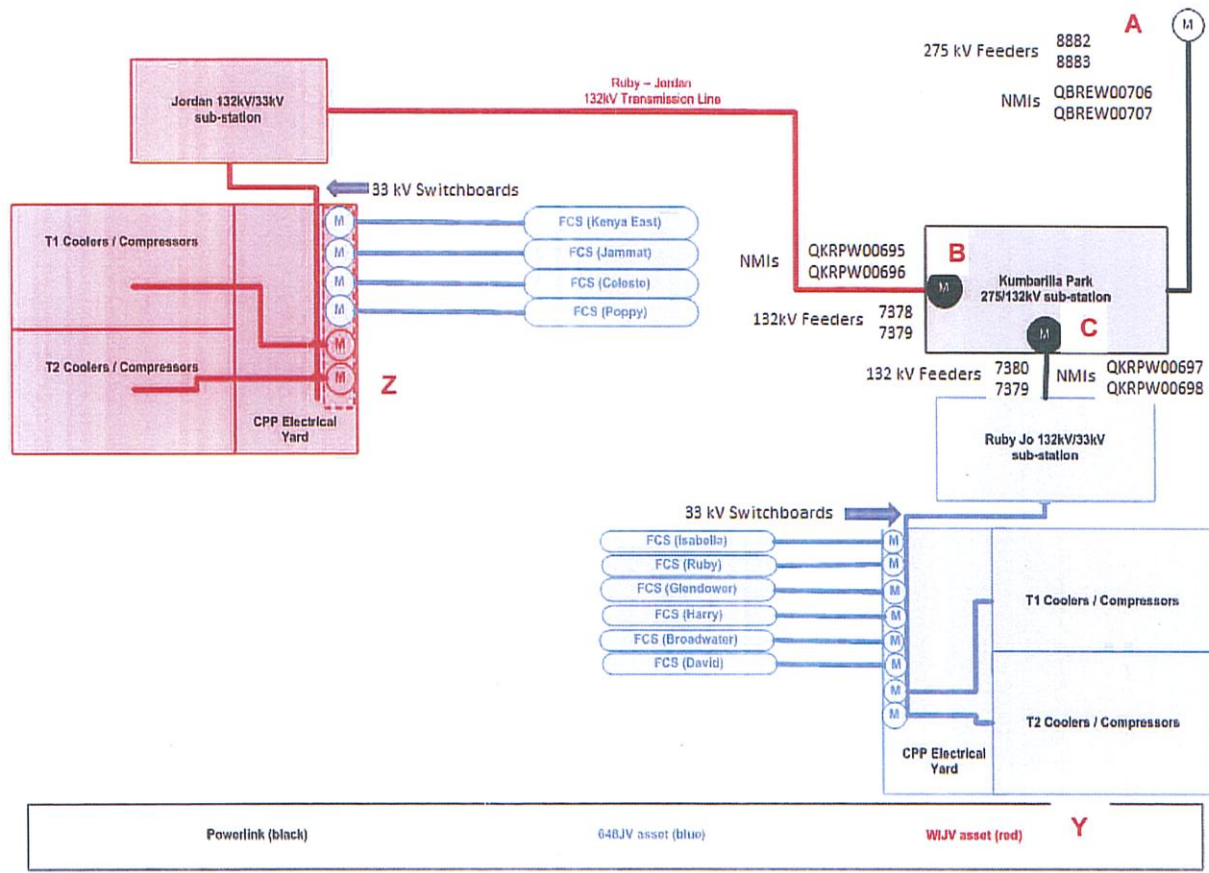 A
M
275 kV Feeders
8882
8883
NMIs
QBREW00706
QBREW00707
Jordan 132kV/33kV
sub-station
Ruby – Jordan
132kV Transmission Line
33 kV Switchboards
T1 Coolers / Compressors
T2 Coolers / Compressors
CPP Electrical
Yard
M
M
M
M
M
M
Z
FCS (Kenya East)
FCS (Jammat)
FCS (Celeste)
FCS (Poppy)
NMIs
QKRPW00695
QKRPW00696
132kV Feeders
7378
7379
B
M
Kumbarilla Park
275/132kV sub-station
M
C
132 kV Feeders
7380
7379
NMIs
QKRPW00697
QKRPW00698
Ruby Jo 132kV/33kV
sub-station
33 kV Switchboards
FCS (Isabella)
FCS (Ruby)
FCS (Glendower)
FCS (Harry)
FCS (Broadwater)
FCS (David)
M
M
M
M
M
M
M
M
T1 Coolers / Compressors
T2 Coolers / Compressors
CPP Electrical
Yard
Powerlink (black)
648JV asset (blue)
WIJV asset (red)
Y